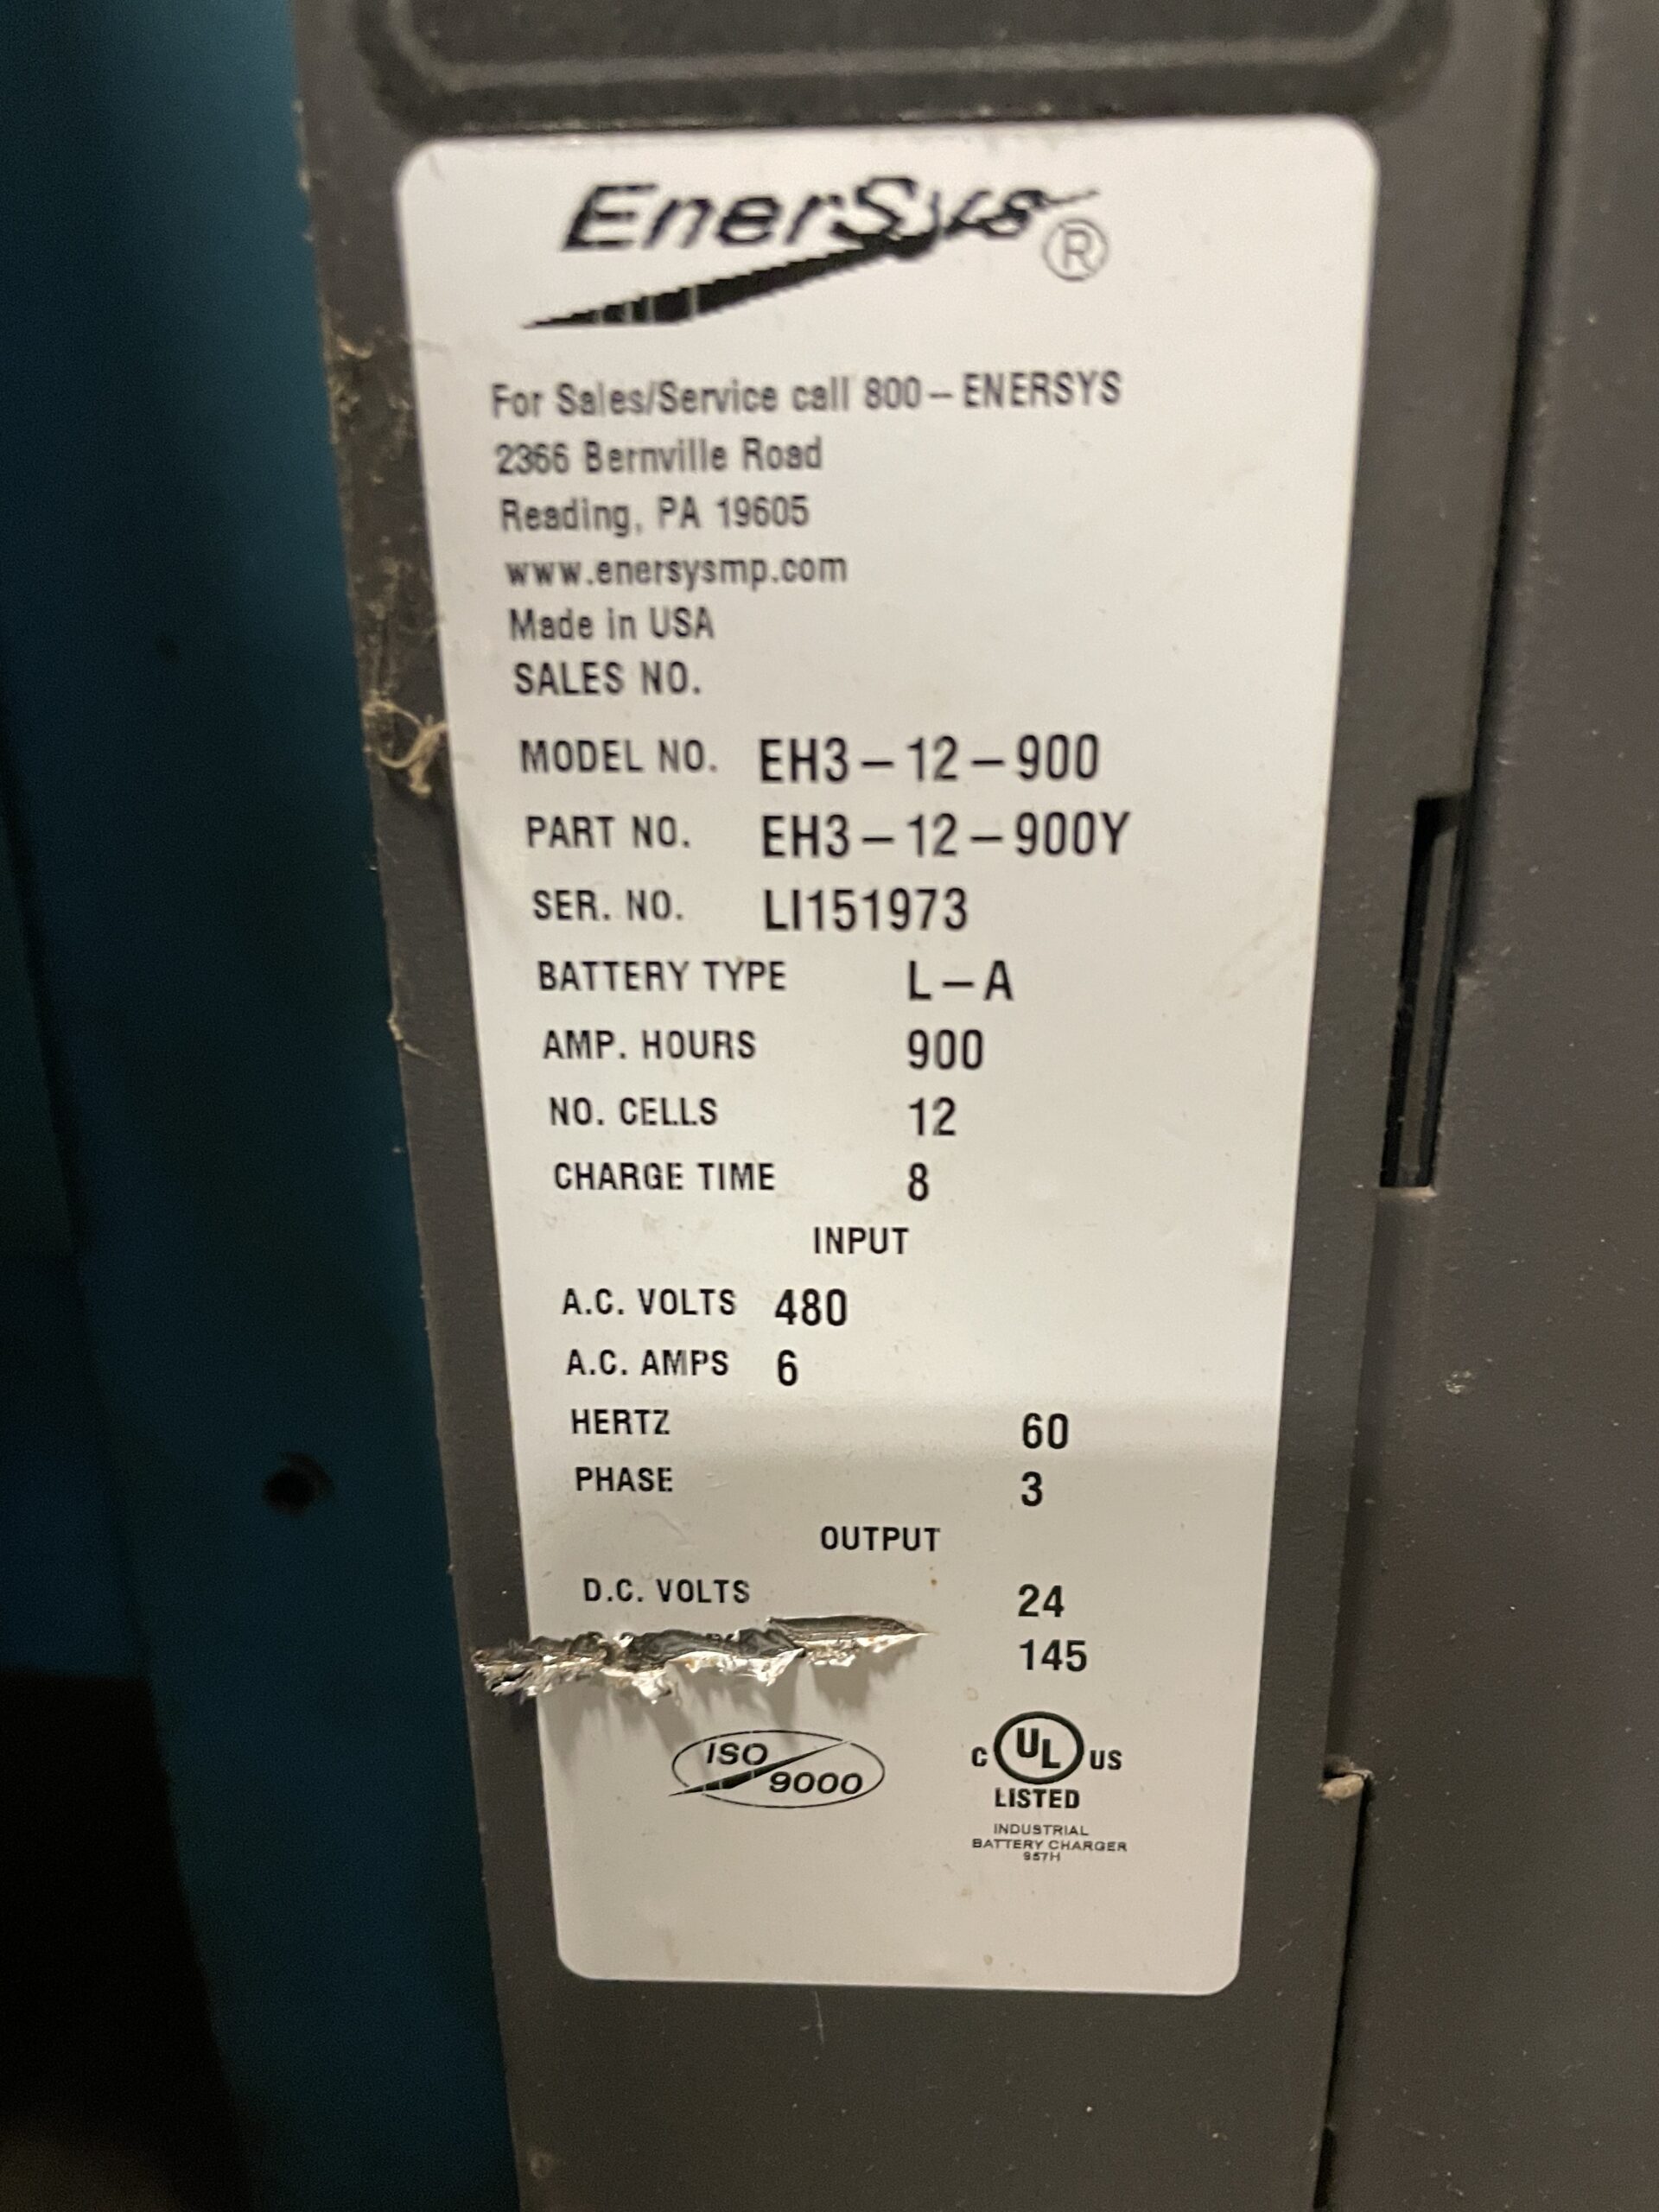 EnerSys®
For Sales/Service call 800-ENERSYS
2366 Bernville Road
Reading, PA 19605
www.enersysmp.com
Made in USA
SALES NO.
MODEL NO. EH3-12-900
PART NO. EH3-12-900Y
SER. NO. LI151973
BATTERY TYPE L-A
AMP. HOURS 900
NO. CELLS 12
CHARGE TIME 8
INPUT
A.C. VOLTS 480
A.C. AMPS 6
HERTZ 60
PHASE 3
OUTPUT
D.C. VOLTS 24
145
ISO
9000
C UL US
LISTED
INDUSTRIAL
BATTERY CHARGER
957H